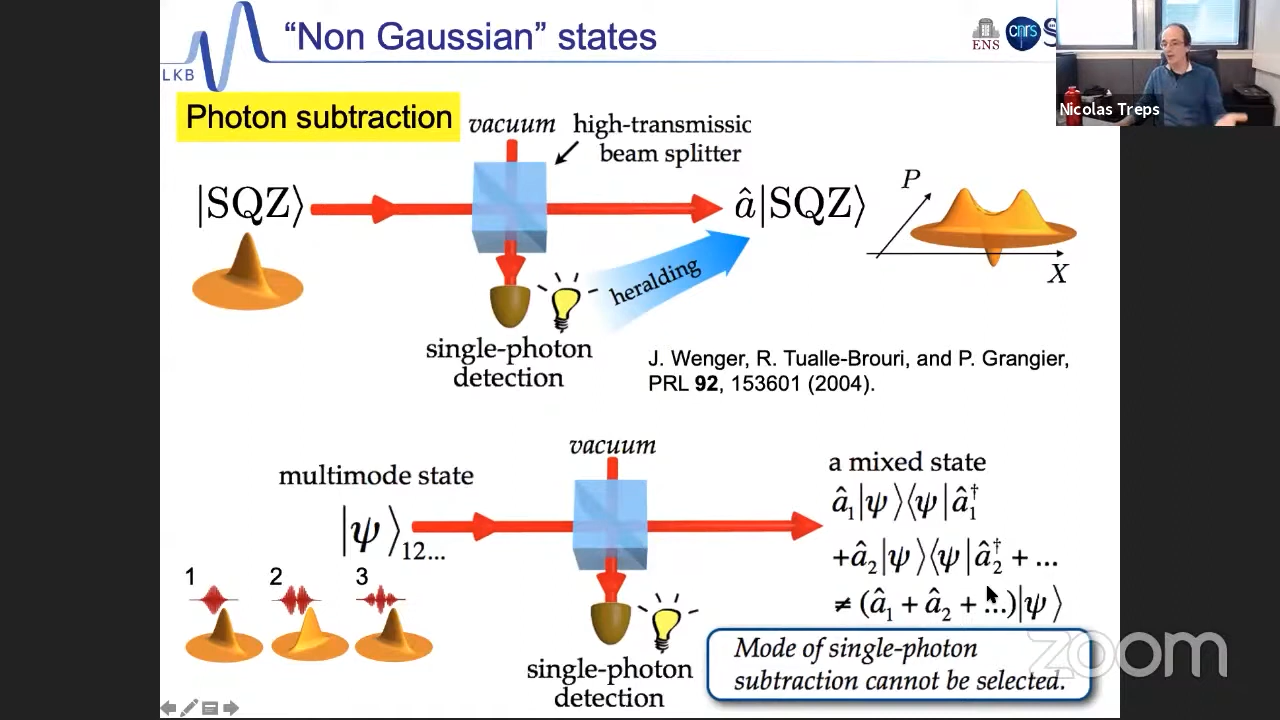 “Non Gaussian” states
LKB
ENS
cnrs
Nicolas Treps
Photon subtraction
vacuum
high-transmissic
beam splitter
|SQZ⟩
â|SQZ⟩
P
X
heralding
single-photon
detection
J. Wenger, R. Tualle-Brouri, and P. Grangier,
PRL 92, 153601 (2004).
vacuum
multimode state
|ψ⟩12...
1 2 3
a mixed state
â₁|ψ⟩⟨ψ|â₁†
+â₂|ψ⟩⟨ψ|â₂† + ...
≠ (â₁ + â₂ + ...)|ψ⟩
single-photon
detection
Mode of single-photon
subtraction cannot be selected.
zoom